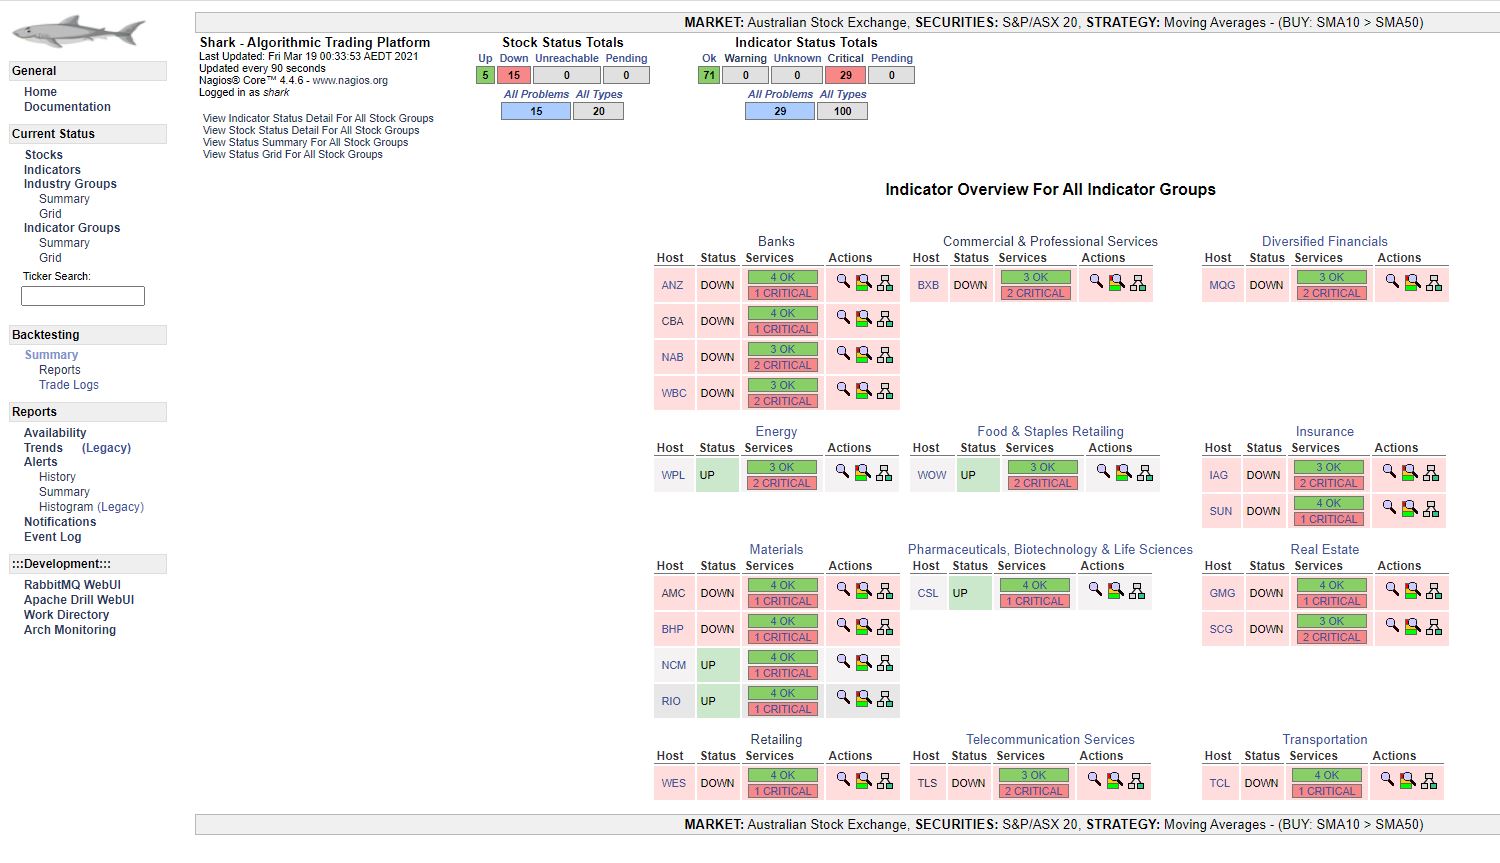 MARKET: Australian Stock Exchange, SECURITIES: S&P/ASX 20, STRATEGY: Moving Averages - (BUY: SMA10 > SMA50)
General
Home
Documentation
Current Status
Stocks
Indicators
Industry Groups
Summary
Grid
Indicator Groups
Summary
Grid
Ticker Search:
Backtesting
Summary
Reports
Trade Logs
Reports
Availability
Trends (Legacy)
Alerts
History
Summary
Histogram (Legacy)
Notifications
Event Log
:::Development:::
RabbitMQ WebUI
Apache Drill WebUI
Work Directory
Arch Monitoring
Shark - Algorithmic Trading Platform
Last Updated: Fri Mar 19 00:33:53 AEDT 2021
Updated every 90 seconds
Nagios® Core™ 4.4.6 - www.nagios.org
Logged in as shark
View Indicator Status Detail For All Stock Groups
View Stock Status Detail For All Stock Groups
View Status Summary For All Stock Groups
View Status Grid For All Stock Groups
Stock Status Totals
Up Down Unreachable Pending
5 15 0 0
All Problems All Types
15 20
Indicator Status Totals
Ok Warning Unknown Critical Pending
71 0 0 29 0
All Problems All Types
29 100
Indicator Overview For All Indicator Groups
Banks
Host Status Services Actions
ANZ DOWN 4 OK
1 CRITICAL
CBA DOWN 4 OK
1 CRITICAL
NAB DOWN 3 OK
2 CRITICAL
WBC DOWN 3 OK
2 CRITICAL
Commercial & Professional Services
Host Status Services Actions
BXB DOWN 3 OK
2 CRITICAL
Diversified Financials
Host Status Services Actions
MQG DOWN 3 OK
2 CRITICAL
Energy
Host Status Services Actions
WPL UP 3 OK
2 CRITICAL
Food & Staples Retailing
Host Status Services Actions
WOW UP 3 OK
2 CRITICAL
Insurance
Host Status Services Actions
IAG DOWN 3 OK
2 CRITICAL
SUN DOWN 4 OK
1 CRITICAL
Materials
Host Status Services Actions
AMC DOWN 4 OK
1 CRITICAL
BHP DOWN 4 OK
1 CRITICAL
NCM UP 4 OK
1 CRITICAL
RIO UP 4 OK
1 CRITICAL
Pharmaceuticals, Biotechnology & Life Sciences
Host Status Services Actions
CSL UP 4 OK
1 CRITICAL
Real Estate
Host Status Services Actions
GMG DOWN 4 OK
1 CRITICAL
SCG DOWN 3 OK
2 CRITICAL
Retailing
Host Status Services Actions
WES DOWN 4 OK
1 CRITICAL
Telecommunication Services
Host Status Services Actions
TLS DOWN 3 OK
2 CRITICAL
Transportation
Host Status Services Actions
TCL DOWN 4 OK
1 CRITICAL
MARKET: Australian Stock Exchange, SECURITIES: S&P/ASX 20, STRATEGY: Moving Averages - (BUY: SMA10 > SMA50)